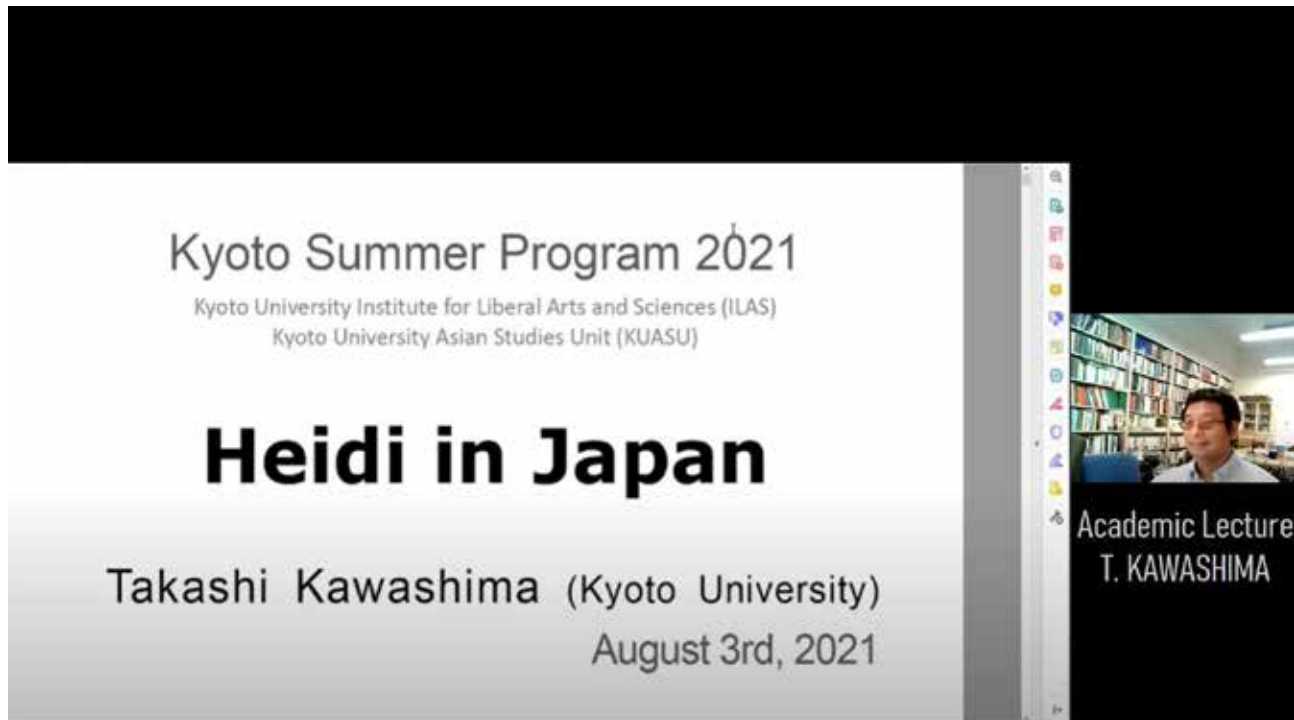 Kyoto Summer Program 2021
Kyoto University Institute for Liberal Arts and Sciences (ILAS)
Kyoto University Asian Studies Unit (KUASU)
Heidi in Japan
Takashi Kawashima (Kyoto University)
August 3rd, 2021
Academic Lecture
T. KAWASHIMA